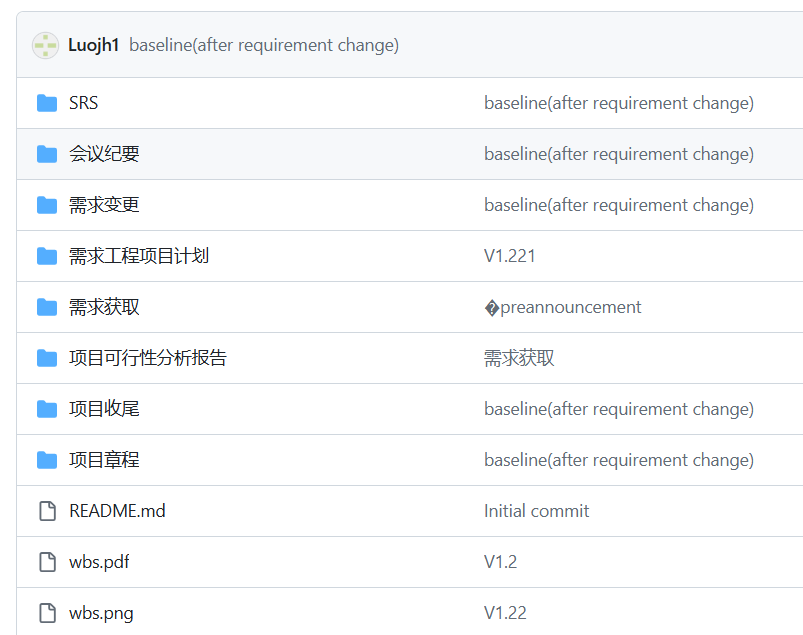 Luojh1 baseline(after requirement change)
SRS baseline(after requirement change)
会议纪要 baseline(after requirement change)
需求变更 baseline(after requirement change)
需求工程项目计划 V1.221
需求获取 �preannouncement
项目可行性分析报告 需求获取
项目收尾 baseline(after requirement change)
项目章程 baseline(after requirement change)
README.md Initial commit
wbs.pdf V1.2
wbs.png V1.22